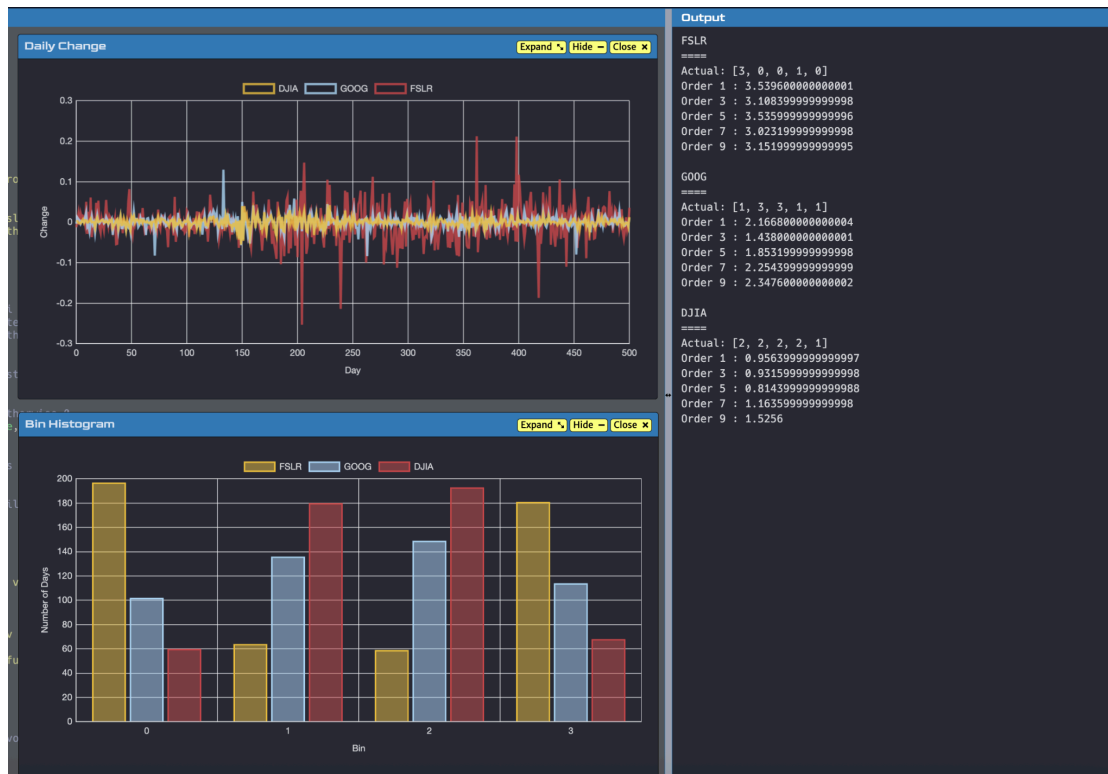 Daily Change
Expand Hide Close
DJIA GOOG FSLR
0.3
0.2
0.1
0
-0.1
-0.2
-0.3
Change
0 50 100 150 200 250 300 350 400 450 500
Day
Bin Histogram
Expand Hide Close
FSLR GOOG DJIA
200
180
160
140
120
100
80
60
40
20
0
Number of Days
0 1 2 3
Bin
Output
FSLR
====
Actual: [3, 0, 0, 1, 0]
Order 1 : 3.539600000000001
Order 3 : 3.108399999999998
Order 5 : 3.535999999999996
Order 7 : 3.023199999999998
Order 9 : 3.151999999999995
GOOG
====
Actual: [1, 3, 3, 1, 1]
Order 1 : 2.166800000000004
Order 3 : 1.438000000000001
Order 5 : 1.853199999999998
Order 7 : 2.254399999999999
Order 9 : 2.347600000000002
DJIA
====
Actual: [2, 2, 2, 2, 1]
Order 1 : 0.9563999999999997
Order 3 : 0.9315999999999998
Order 5 : 0.8143999999999988
Order 7 : 1.163599999999998
Order 9 : 1.5256